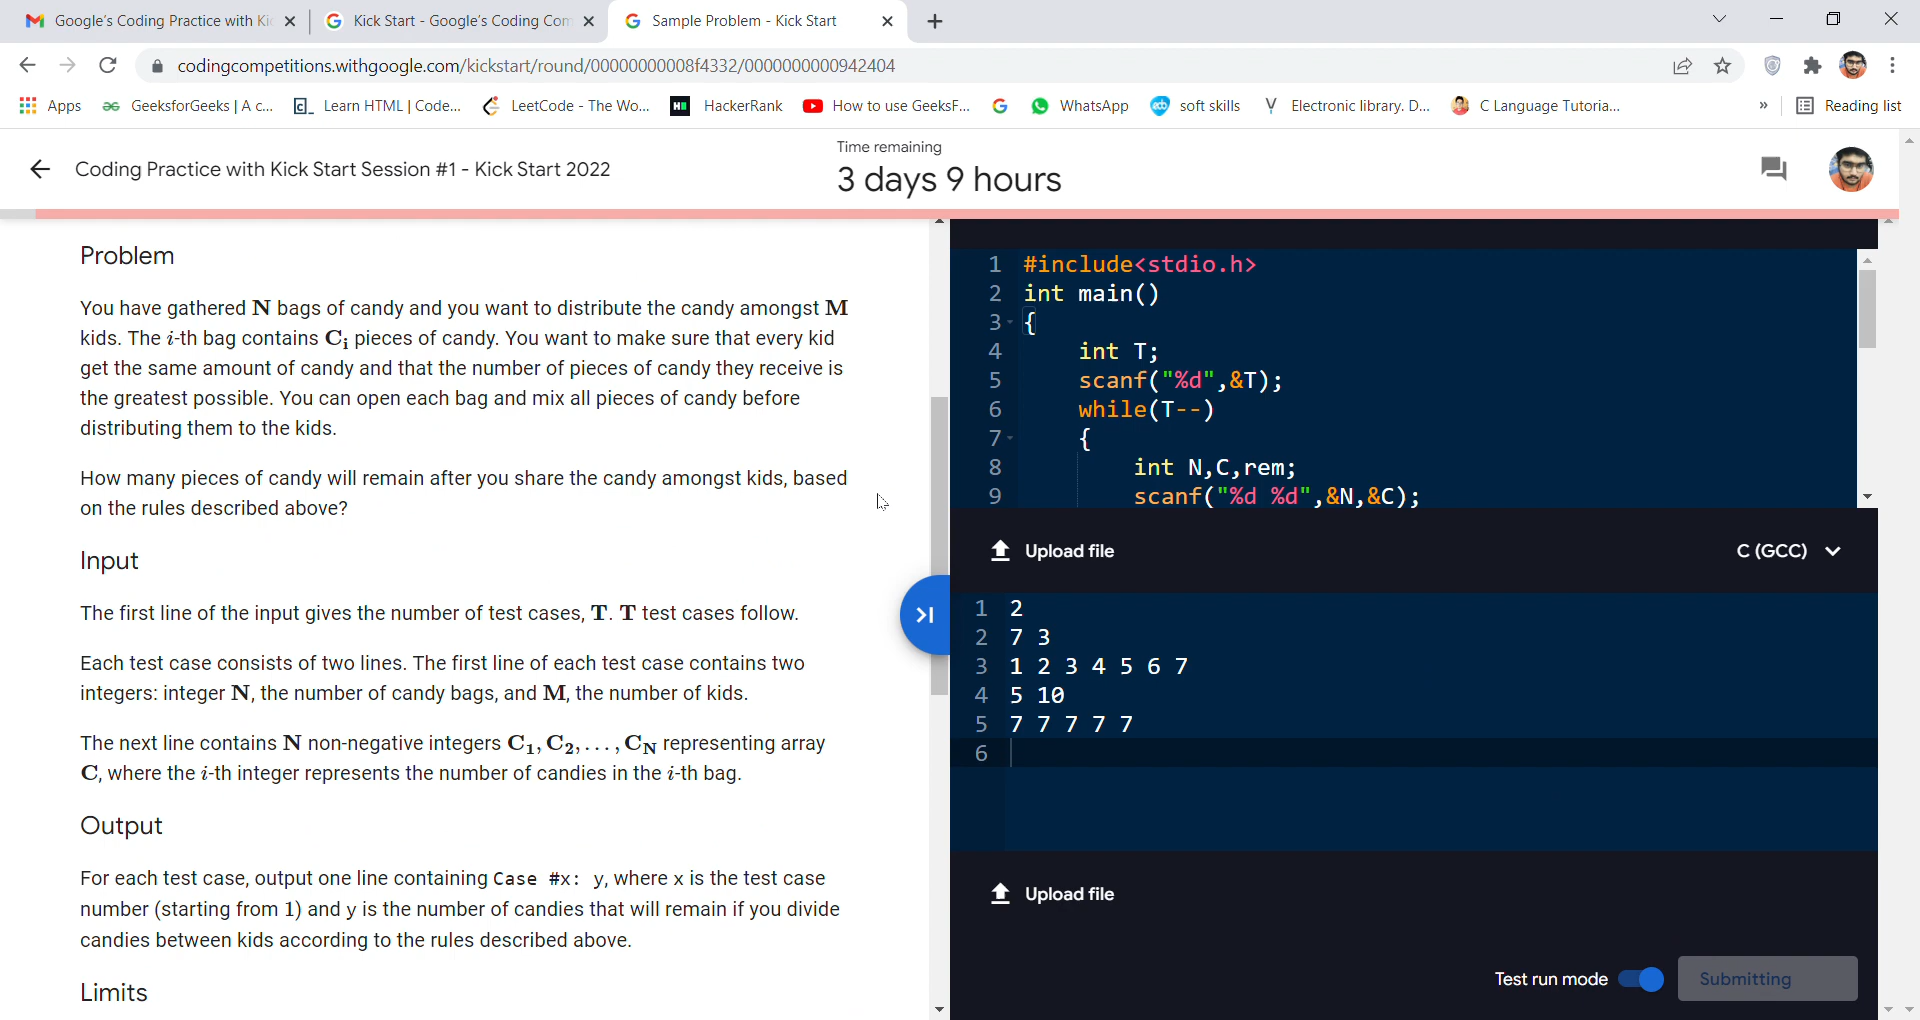 Google's Coding Practice with Ki
Kick Start - Google's Coding Com
Sample Problem - Kick Start
codingcompetitions.withgoogle.com/kickstart/round/00000000008f4332/0000000000942404
Apps
GeeksforGeeks | A c...
Learn HTML | Code...
LeetCode - The Wo...
HackerRank
How to use GeeksF...
WhatsApp
soft skills
Electronic library. D...
C Language Tutoria...
»
Reading list
Coding Practice with Kick Start Session #1 - Kick Start 2022
Time remaining
3 days 9 hours
Problem
You have gathered N bags of candy and you want to distribute the candy amongst M
kids. The i-th bag contains Cᵢ pieces of candy. You want to make sure that every kid
get the same amount of candy and that the number of pieces of candy they receive is
the greatest possible. You can open each bag and mix all pieces of candy before
distributing them to the kids.
How many pieces of candy will remain after you share the candy amongst kids, based
on the rules described above?
Input
The first line of the input gives the number of test cases, T. T test cases follow.
Each test case consists of two lines. The first line of each test case contains two
integers: integer N, the number of candy bags, and M, the number of kids.
The next line contains N non-negative integers C₁, C₂, . . . , C_N representing array
C, where the i-th integer represents the number of candies in the i-th bag.
Output
For each test case, output one line containing Case #x: y, where x is the test case
number (starting from 1) and y is the number of candies that will remain if you divide
candies between kids according to the rules described above.
Limits
1 #include<stdio.h>
2 int main()
3 {
4 int T;
5 scanf("%d",&T);
6 while(T--)
7 {
8 int N,C,rem;
9 scanf("%d %d",&N,&C);
Upload file
C (GCC)
1 2
2 7 3
3 1 2 3 4 5 6 7
4 5 10
5 7 7 7 7 7
6
Upload file
Test run mode
Submitting